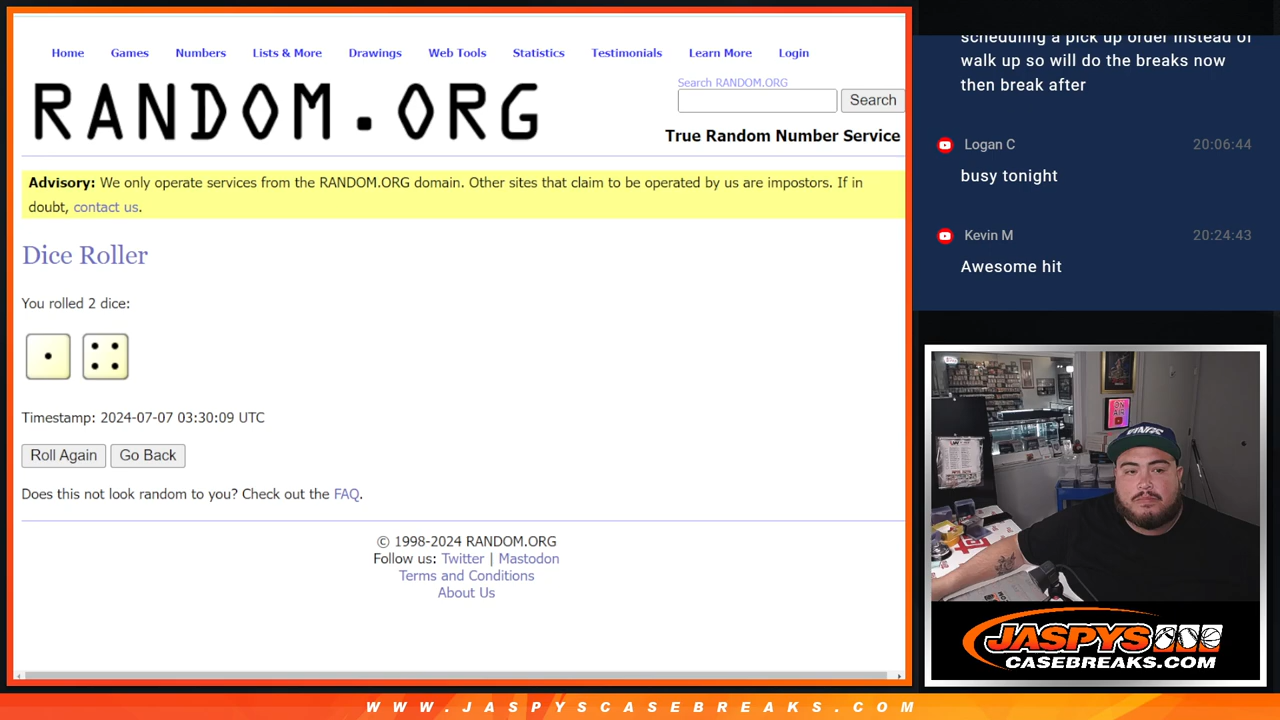 Home Games Numbers Lists & More Drawings Web Tools Statistics Testimonials Learn More Login
RANDOM.ORG
Search RANDOM.ORG
Search
True Random Number Service
Advisory: We only operate services from the RANDOM.ORG domain. Other sites that claim to be operated by us are impostors. If in
doubt, contact us.
Dice Roller
You rolled 2 dice:
Timestamp: 2024-07-07 03:30:09 UTC
Roll Again Go Back
Does this not look random to you? Check out the FAQ.
© 1998-2024 RANDOM.ORG
Follow us: Twitter | Mastodon
Terms and Conditions
About Us
scheduling a pick up order instead of
walk up so will do the breaks now
then break after
Logan C 20:06:44
busy tonight
Kevin M 20:24:43
Awesome hit
ON
AIR
JASPYS
CASEBREAKS.COM
WWW.JASPYSCASEBREAKS.COM